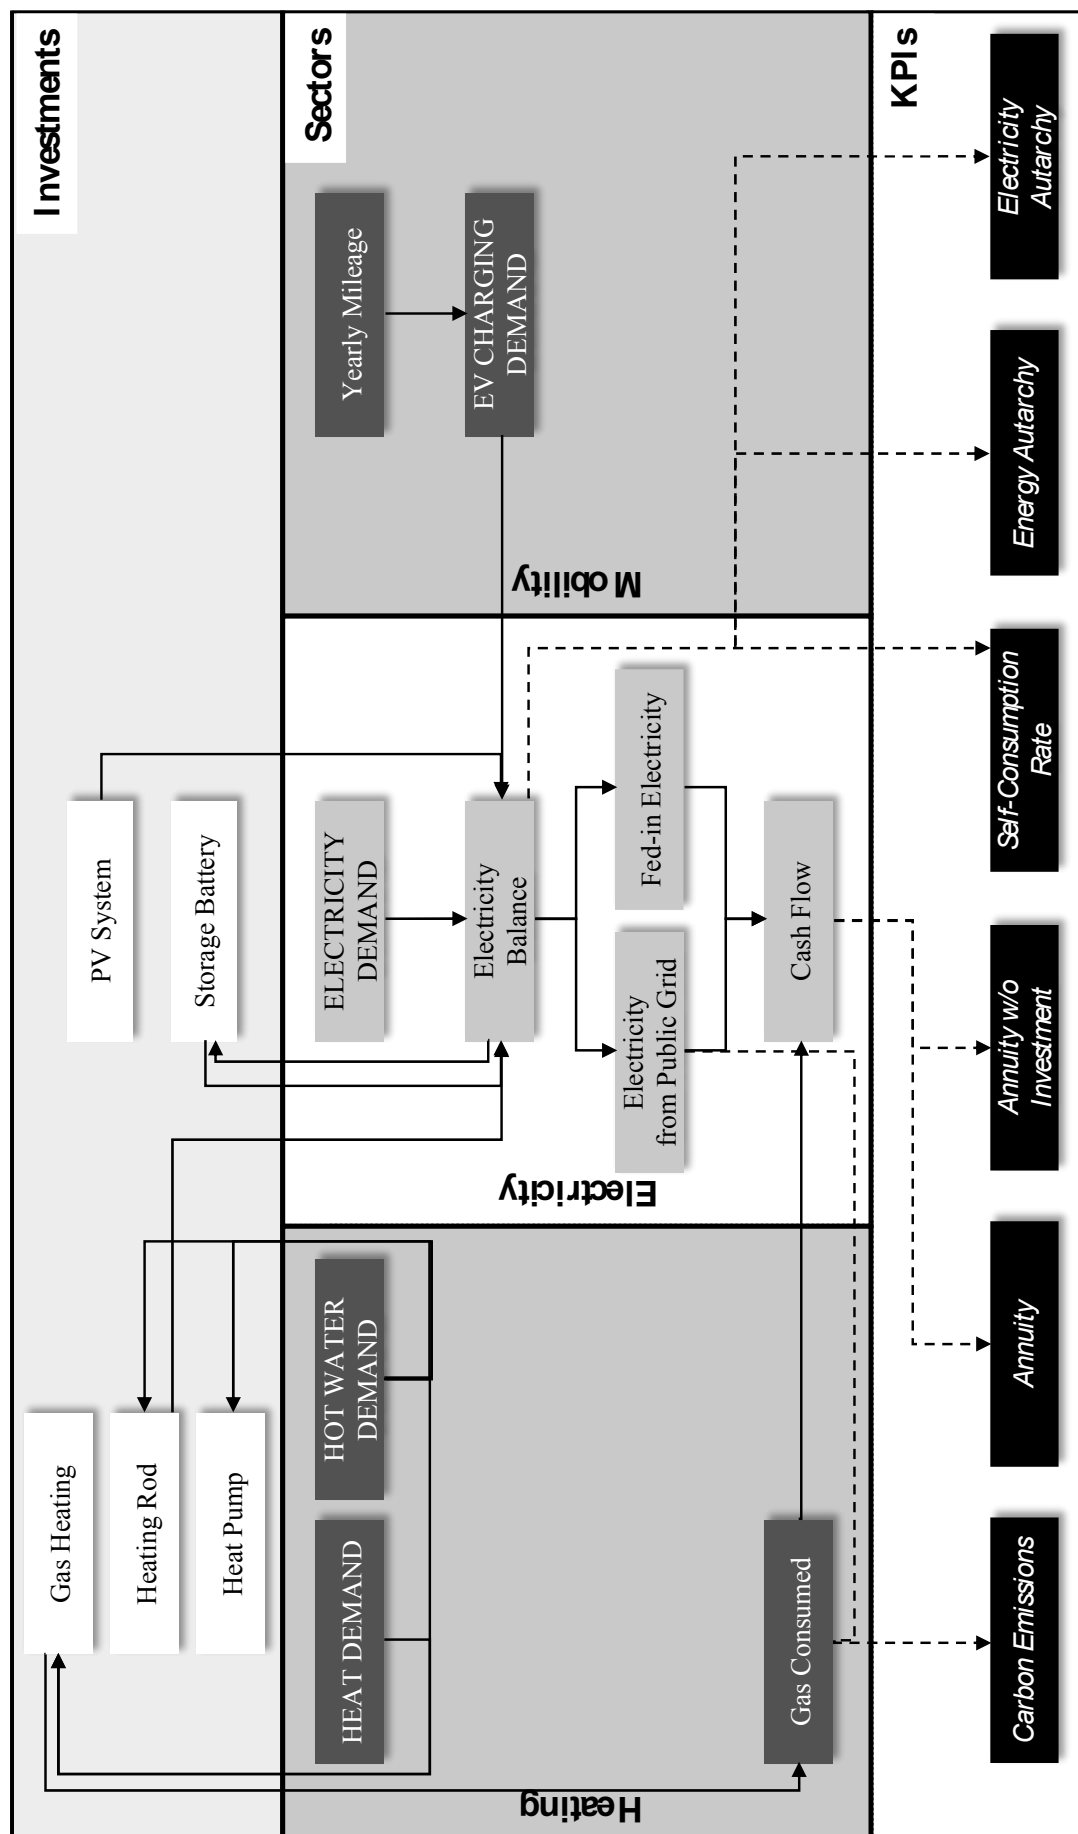 Investments
Gas Heating
Heating Rod
Heat Pump
PV System
Storage Battery
Sectors
Heating
HEAT DEMAND
HOT WATER
DEMAND
Gas Consumed
Electricity
ELECTRICITY
DEMAND
Electricity
Balance
Electricity
from Public Grid
Fed-in Electricity
Cash Flow
Mobility
Yearly Mileage
EV CHARGING
DEMAND
KPIs
Carbon Emissions
Annuity
Annuity w/o
Investment
Self-Consumption
Rate
Energy Autarchy
Electricity
Autarchy